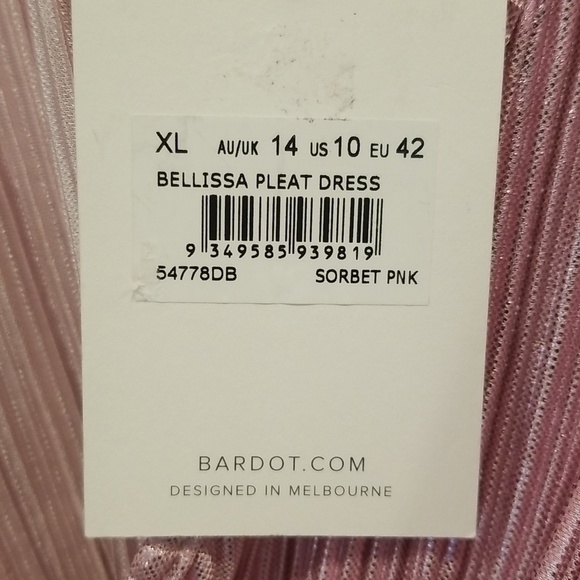 XL AU/UK 14 US 10 EU 42
BELLISSA PLEAT DRESS
9 349585 939819
54778DB SORBET PNK
BARDOT.COM
DESIGNED IN MELBOURNE